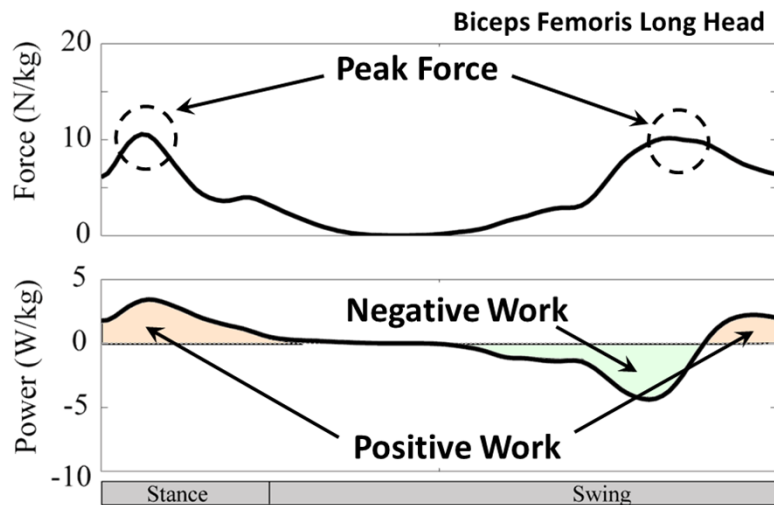 Biceps Femoris Long Head
20
Peak Force
Force (N/kg)
10
0
5
Negative Work
Power (W/kg)
0
-5
Positive Work
-10
Stance
Swing